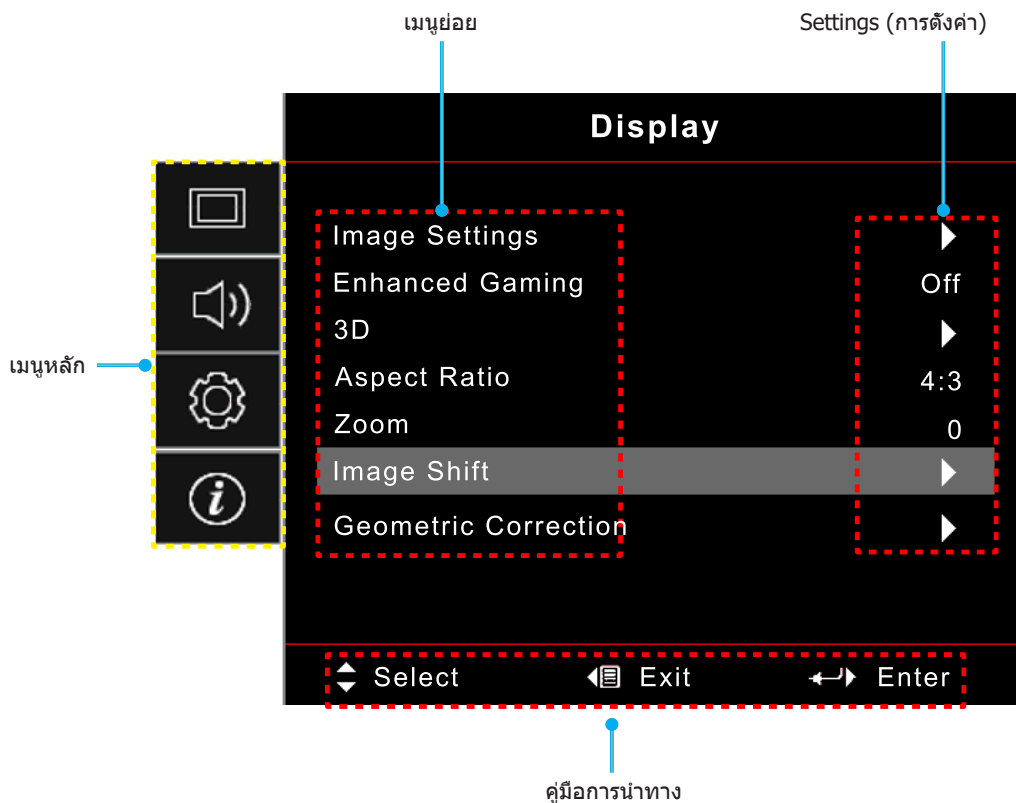 เมนูย่อย
Settings (การตั้งค่า)
Display
Image Settings
Enhanced Gaming Off
3D
เมนูหลัก
Aspect Ratio 4:3
Zoom 0
Image Shift
Geometric Correction
Select Exit Enter
คู่มือการนำทาง